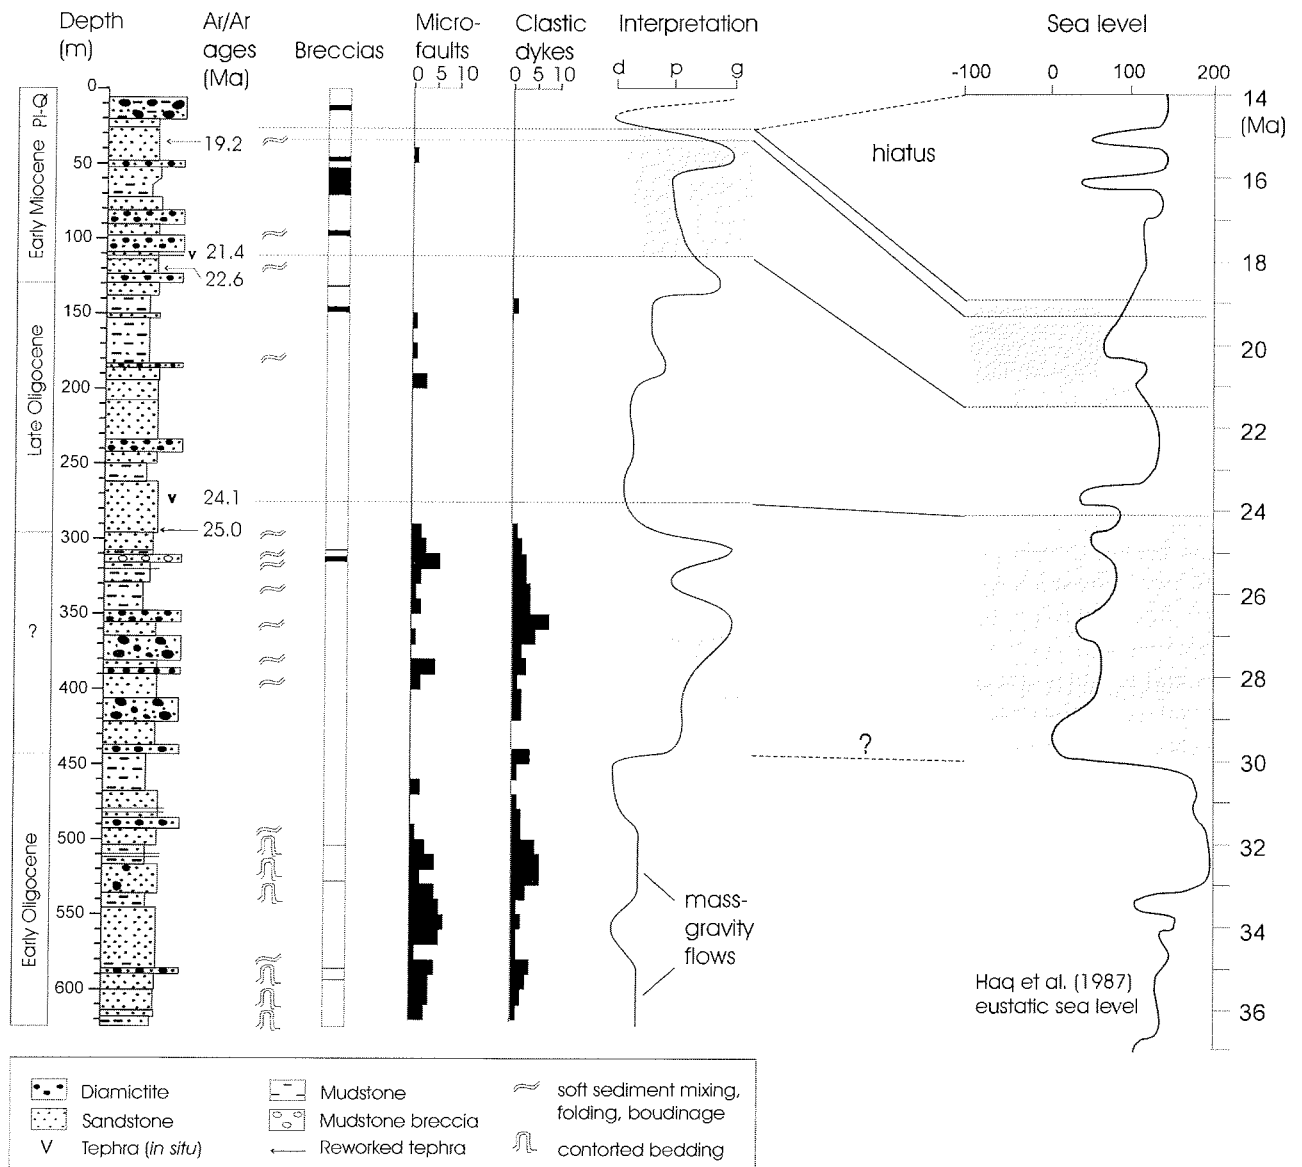 Depth
(m)
Ar/Ar
ages
(Ma)
Breccias
Micro-
faults
0 5 10
Clastic
dykes
0 5 10
Interpretation
d p g
Sea level
-100 0 100 200
0
50
100
150
200
250
300
350
400
450
500
550
600
Early Miocene Pl-Q
Late Oligocene
?
Early Oligocene
19.2
v 21.4
22.6
v 24.1
25.0
hiatus
?
mass-
gravity
flows
Haq et al. (1987)
eustatic sea level
14
(Ma)
16
18
20
22
24
26
28
30
32
34
36
Diamictite
Sandstone
V Tephra (in situ)
Mudstone
Mudstone breccia
Reworked tephra
soft sediment mixing,
folding, boudinage
contorted bedding